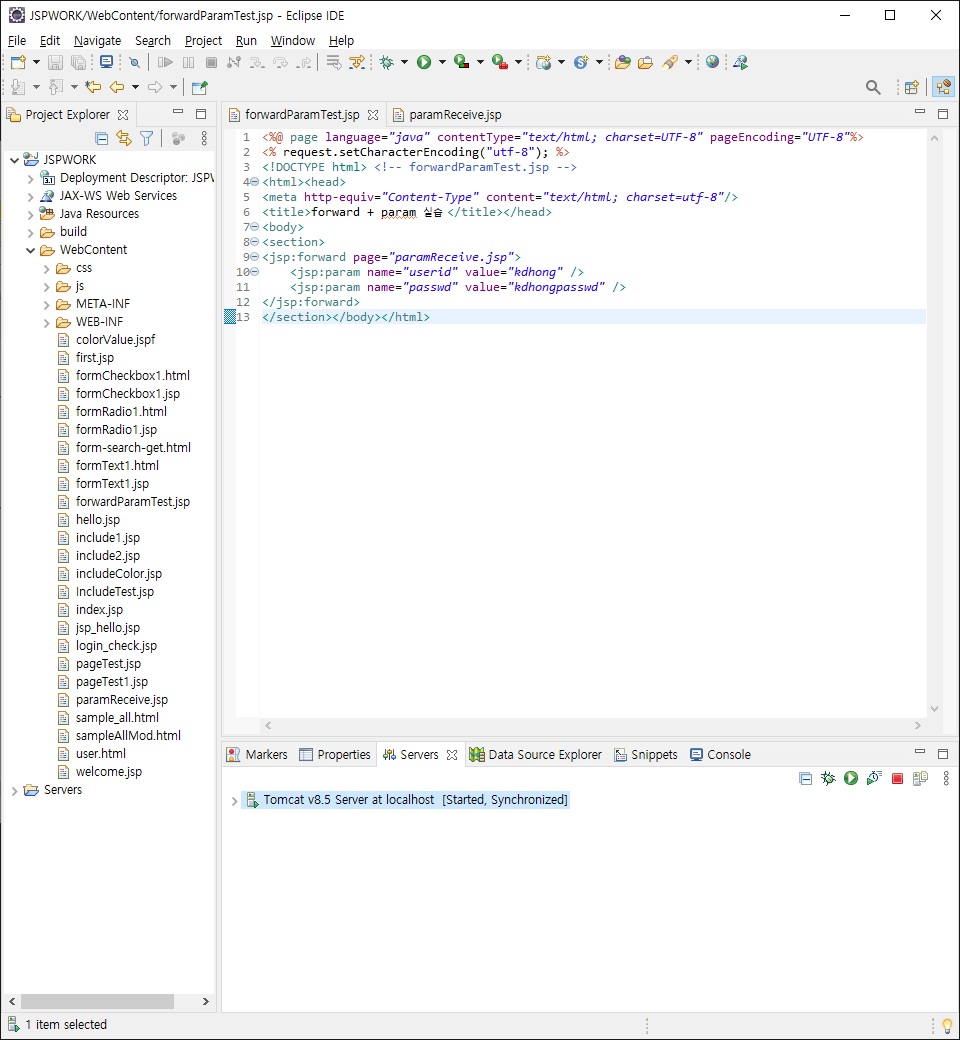 JSPWORK/WebContent/forwardParamTest.jsp - Eclipse IDE
File Edit Navigate Search Project Run Window Help
Project Explorer
JSPWORK
Deployment Descriptor: JSPW
JAX-WS Web Services
Java Resources
build
WebContent
css
js
META-INF
WEB-INF
colorValue.jspf
first.jsp
formCheckbox1.html
formCheckbox1.jsp
formRadio1.html
formRadio1.jsp
form-search-get.html
formText1.html
formText1.jsp
forwardParamTest.jsp
hello.jsp
include1.jsp
include2.jsp
includeColor.jsp
IncludeTest.jsp
index.jsp
jsp_hello.jsp
login_check.jsp
pageTest.jsp
pageTest1.jsp
paramReceive.jsp
sample_all.html
sampleAllMod.html
user.html
welcome.jsp
Servers
forwardParamTest.jsp paramReceive.jsp
1 <%@ page language="java" contentType="text/html; charset=UTF-8" pageEncoding="UTF-8"%>
2 <% request.setCharacterEncoding("utf-8"); %>
3 <!DOCTYPE html> <!-- forwardParamTest.jsp -->
4 <html><head>
5 <meta http-equiv="Content-Type" content="text/html; charset=utf-8"/>
6 <title>forward + param 실습</title></head>
7 <body>
8 <section>
9 <jsp:forward page="paramReceive.jsp">
10 <jsp:param name="userid" value="kdhong" />
11 <jsp:param name="passwd" value="kdhongpasswd" />
12 </jsp:forward>
13 </section></body></html>
Markers Properties Servers Data Source Explorer Snippets Console
Tomcat v8.5 Server at localhost [Started, Synchronized]
1 item selected